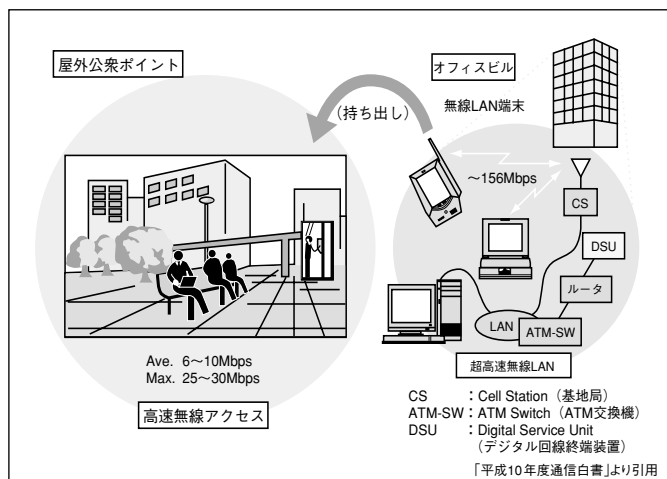 屋外公衆ポイント
オフィスビル
(持ち出し)
無線LAN端末
～156Mbps
CS
DSU
ルータ
LAN
ATM-SW
Ave. 6～10Mbps
Max. 25～30Mbps
高速無線アクセス
超高速無線LAN
CS :Cell Station(基地局)
ATM-SW:ATM Switch(ATM交換機)
DSU :Digital Service Unit
(デジタル回線終端装置)
「平成10年度通信白書」より引用